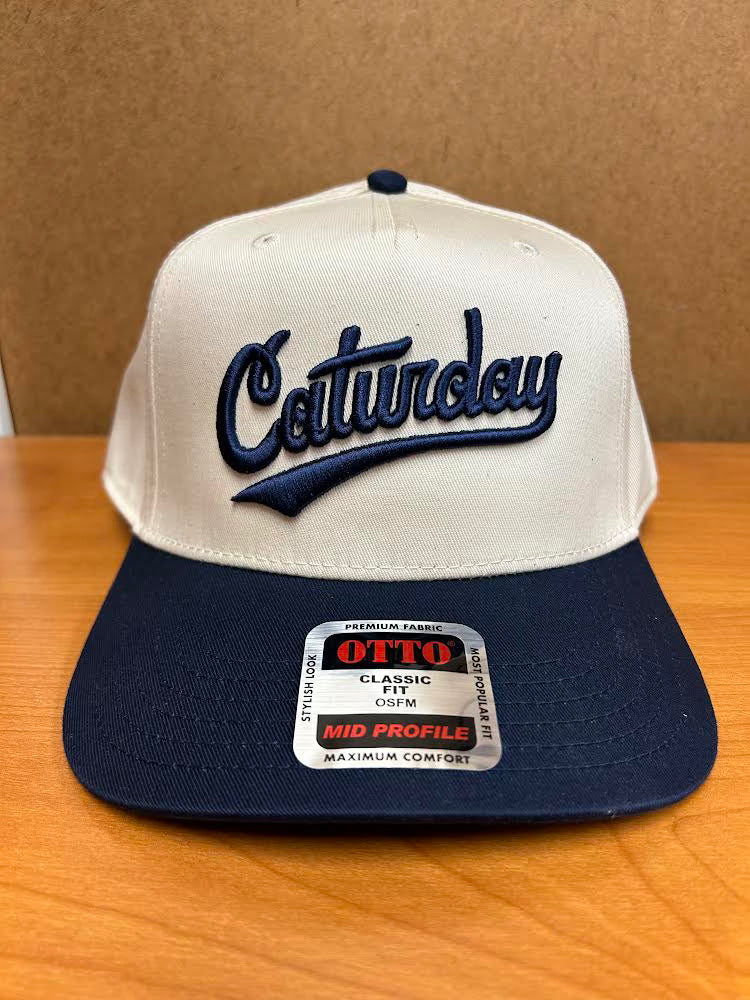 Caturday
PREMIUM FABRIC
STYLISH LOOK
OTTO®
MOST POPULAR FIT
CLASSIC
FIT
OSFM
MID PROFILE
MAXIMUM COMFORT